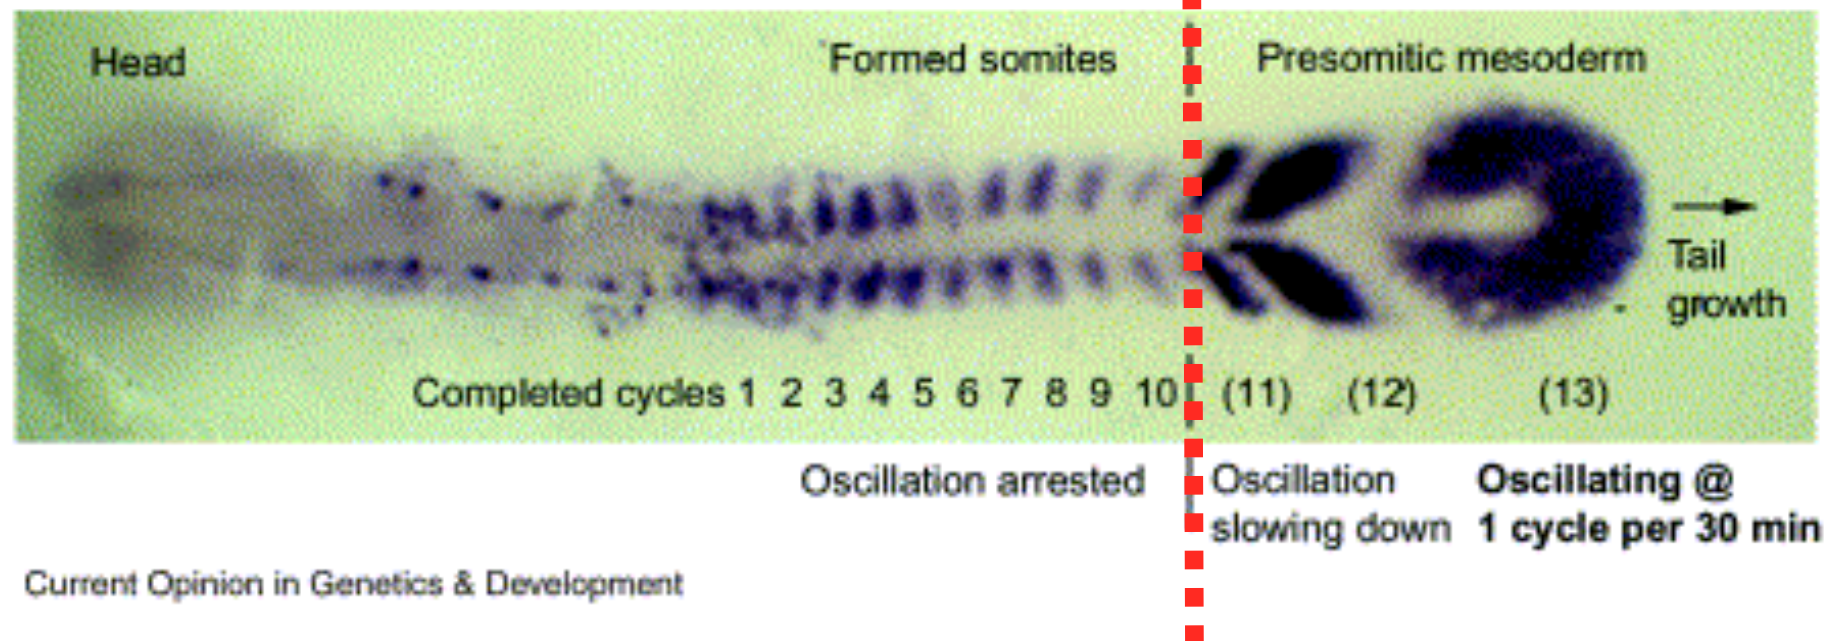 Head
Formed somites
Presomitic mesoderm
Tail
growth
Completed cycles 1 2 3 4 5 6 7 8 9 10 (11) (12) (13)
Oscillation arrested
Oscillation
slowing down
Oscillating @
1 cycle per 30 min
Current Opinion in Genetics & Development